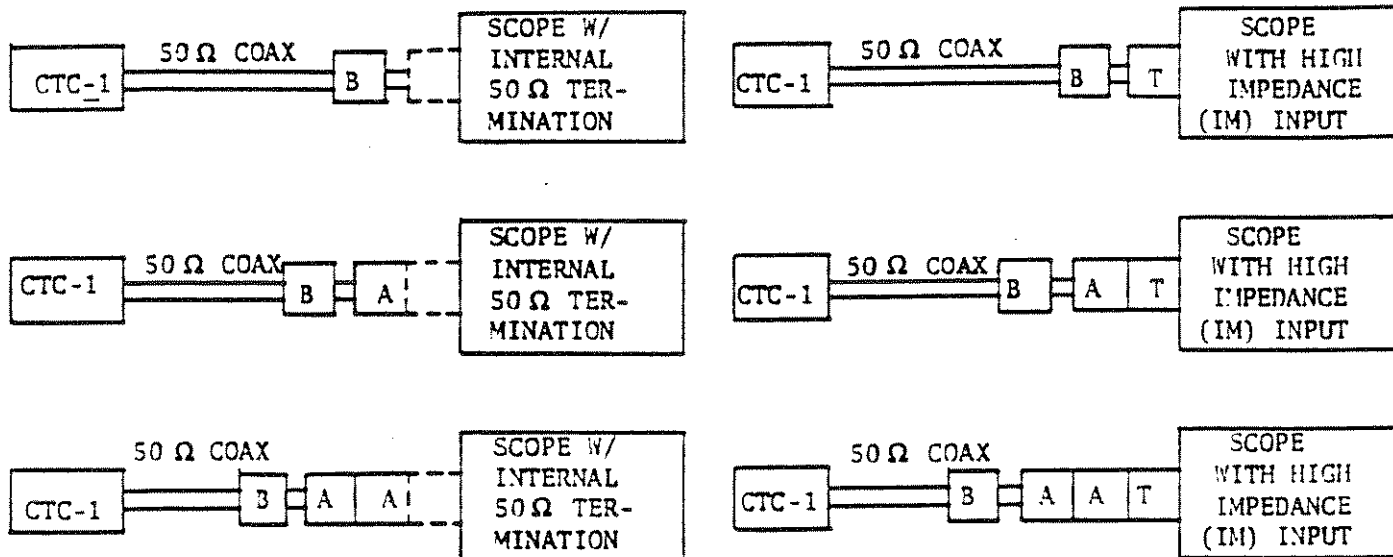 50 Ω COAX
CTC-1
B
SCOPE W/
INTERNAL
50 Ω TER-
MINATION
50 Ω COAX
CTC-1
B
T
SCOPE
WITH HIGH
IMPEDANCE
(IM) INPUT
50 Ω COAX
CTC-1
B
A
SCOPE W/
INTERNAL
50 Ω TER-
MINATION
50 Ω COAX
CTC-1
B
A
T
SCOPE
WITH HIGH
IMPEDANCE
(IM) INPUT
50 Ω COAX
CTC-1
B
A
A
SCOPE W/
INTERNAL
50 Ω TER-
MINATION
50 Ω COAX
CTC-1
B
A
A
T
SCOPE
WITH HIGH
IMPEDANCE
(IM) INPUT